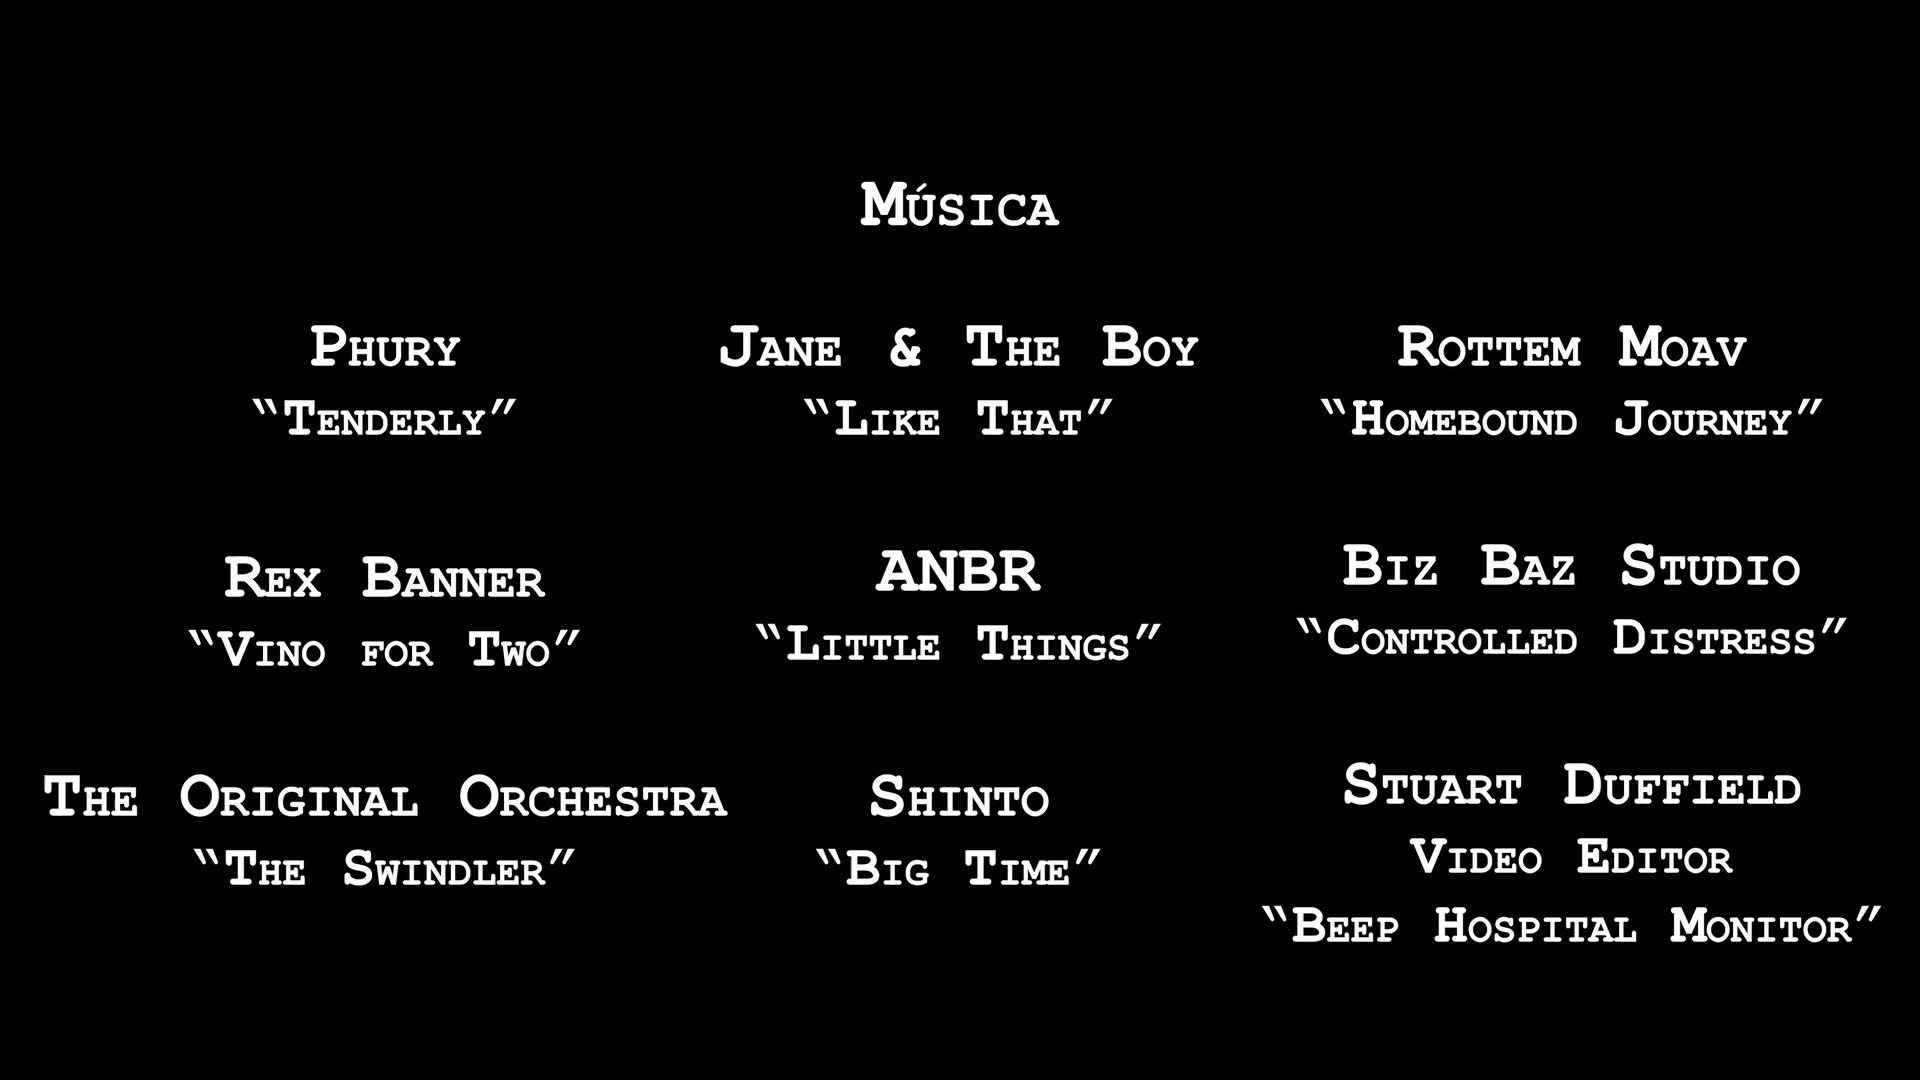 Música
Phury
“Tenderly”
Jane & The Boy
“Like That”
Rottem Moav
“Homebound Journey”
Rex Banner
“Vino for Two”
ANBR
“Little Things”
Biz Baz Studio
“Controlled Distress”
The Original Orchestra
“The Swindler”
Shinto
“Big Time”
Stuart Duffield
Video Editor
“Beep Hospital Monitor”